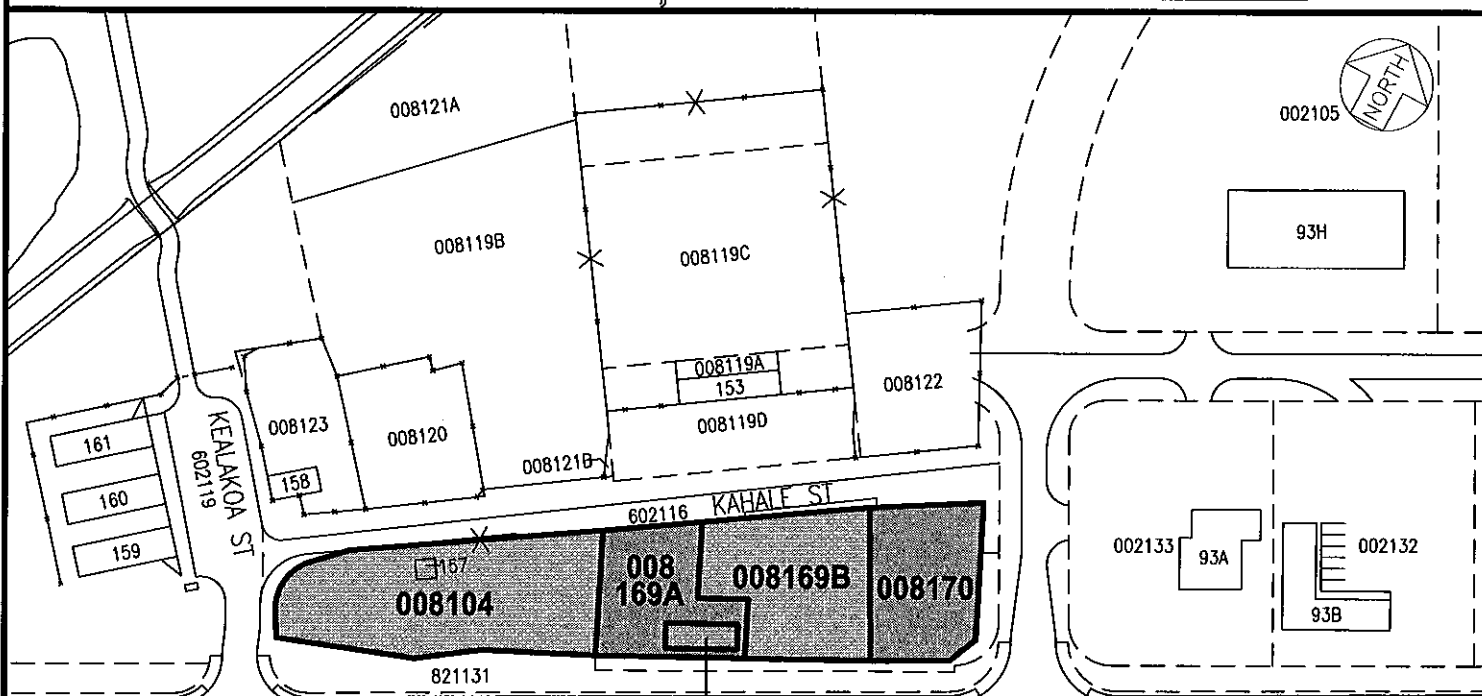 008121A
002105
NORTH
008119B
008119C
93H
008119A
153
008122
008123
008120
008119D
161
KEALAKOA ST
602119
158
008121B
160
159
602116
KAHALE ST
157
008104
008
169A
008169B
008170
002133
93A
002132
93B
821131